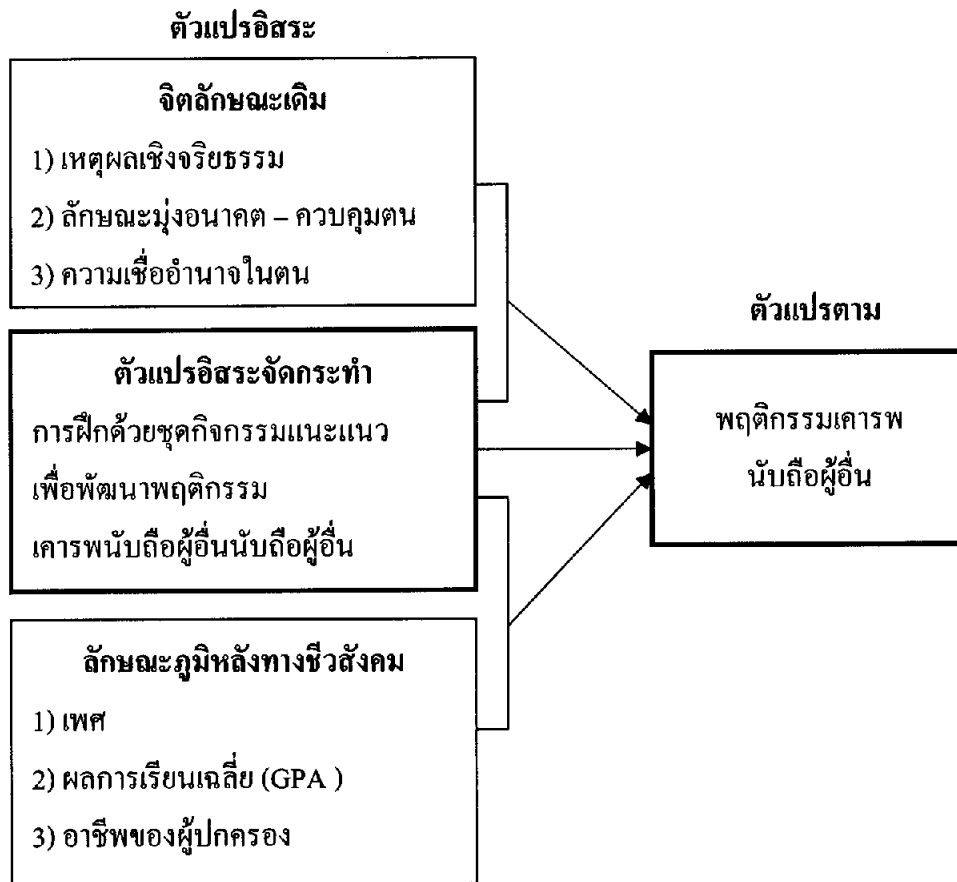 ตัวแปรอิสระ
จิตลักษณะเดิม
1) เหตุผลเชิงจริยธรรม
2) ลักษณะมุ่งอนาคต – ควบคุมตน
3) ความเชื่ออำนาจในตน
ตัวแปรอิสระจัดกระทำ
การฝึกด้วยชุดกิจกรรมแนะแนว
เพื่อพัฒนาพฤติกรรม
เคารพนับถือผู้อื่นนับถือผู้อื่น
ลักษณะภูมิหลังทางชีวสังคม
1) เพศ
2) ผลการเรียนเฉลี่ย (GPA )
3) อาชีพของผู้ปกครอง
ตัวแปรตาม
พฤติกรรมเคารพ
นับถือผู้อื่น